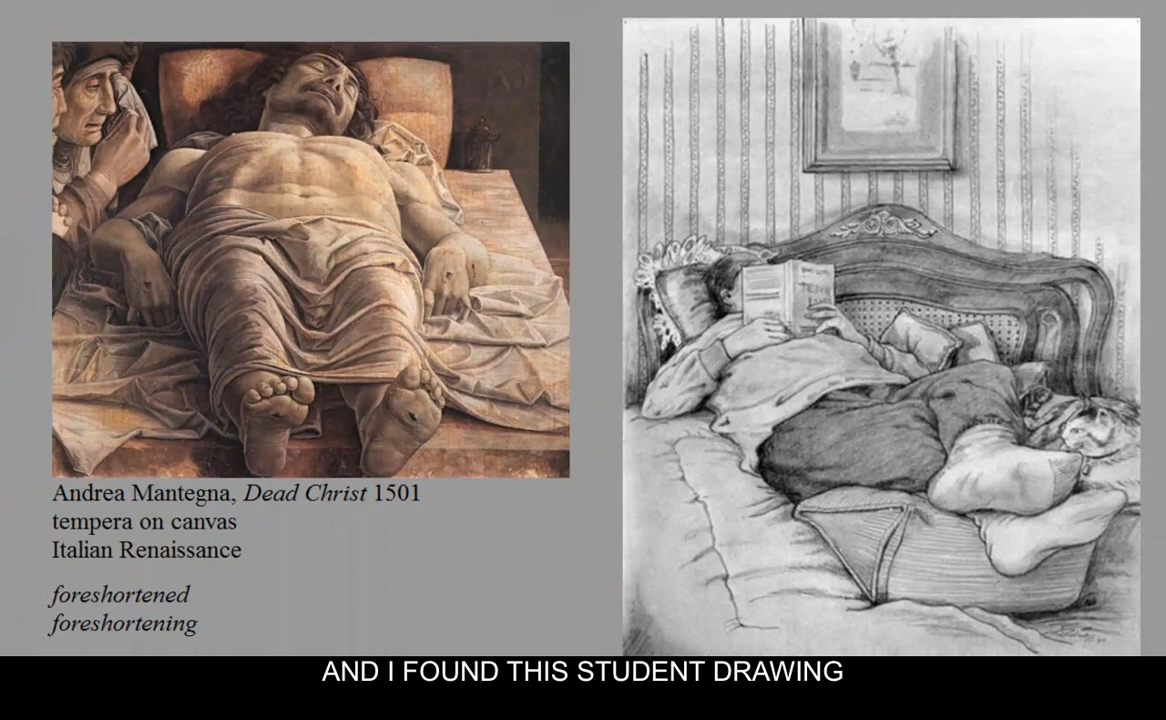 Andrea Mantegna, Dead Christ 1501
tempera on canvas
Italian Renaissance
foreshortened
foreshortening
AND I FOUND THIS STUDENT DRAWING